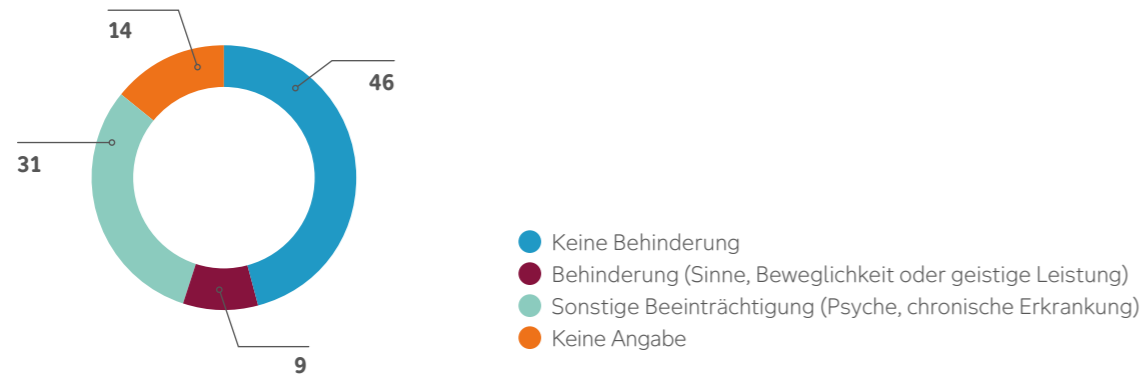 14
46
31
9
Keine Behinderung
Behinderung (Sinne, Beweglichkeit oder geistige Leistung)
Sonstige Beeinträchtigung (Psyche, chronische Erkrankung)
Keine Angabe